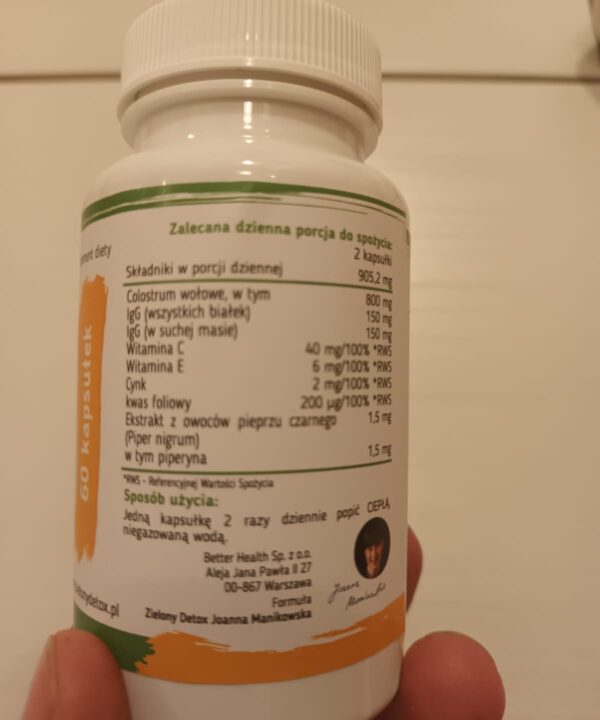 Zalecana dzienna porcja do spożycia:
2 kapsułki
Składniki w porcji dziennej 905,2 mg
Colostrum wołowe, w tym 800 mg
IgG (wszystkich białek) 150 mg
IgG (w suchej masie) 150 mg
Witamina C 40 mg/100% *RWS
Witamina E 6 mg/100% *RWS
Cynk 2 mg/100% *RWS
kwas foliowy 200 µg/100% *RWS
Ekstrakt z owoców pieprzu czarnego 1,5 mg
(Piper nigrum)
w tym piperyna 1,5 mg
*RWS - Referencyjnej Wartości Spożycia
Sposób użycia:
Jedną kapsułkę 2 razy dziennie popić CIEPŁĄ,
niegazowaną wodą.
Better Health Sp. z o.o.
Aleja Jana Pawła II 27
00-867 Warszawa
Formuła
Zielony Detox Joanna Manikowska
diety
60 kapsułek
zielonydetox.pl